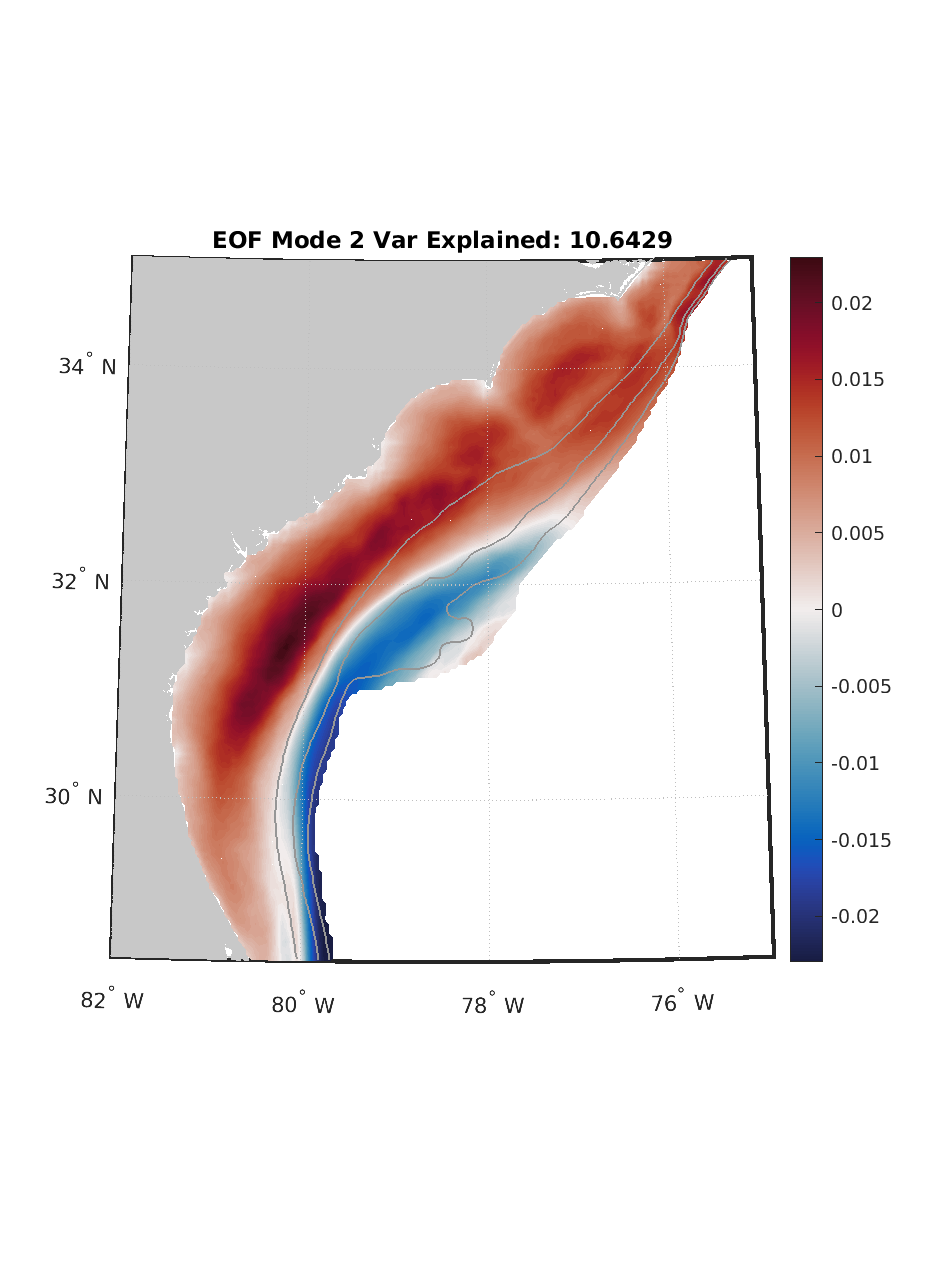 EOF Mode 2 Var Explained: 10.6429
34° N
32° N
30° N
82° W
80° W
78° W
76° W
0.02
0.015
0.01
0.005
0
-0.005
-0.01
-0.015
-0.02